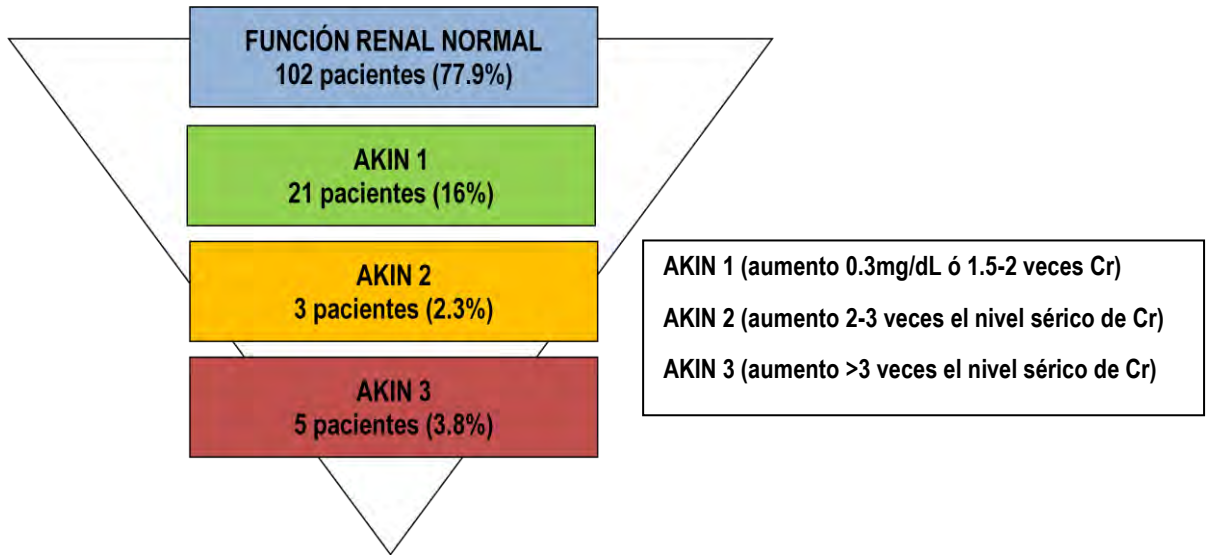 FUNCIÓN RENAL NORMAL
102 pacientes (77.9%)
AKIN 1
21 pacientes (16%)
AKIN 2
3 pacientes (2.3%)
AKIN 3
5 pacientes (3.8%)
AKIN 1 (aumento 0.3mg/dL ó 1.5-2 veces Cr)
AKIN 2 (aumento 2-3 veces el nivel sérico de Cr)
AKIN 3 (aumento >3 veces el nivel sérico de Cr)